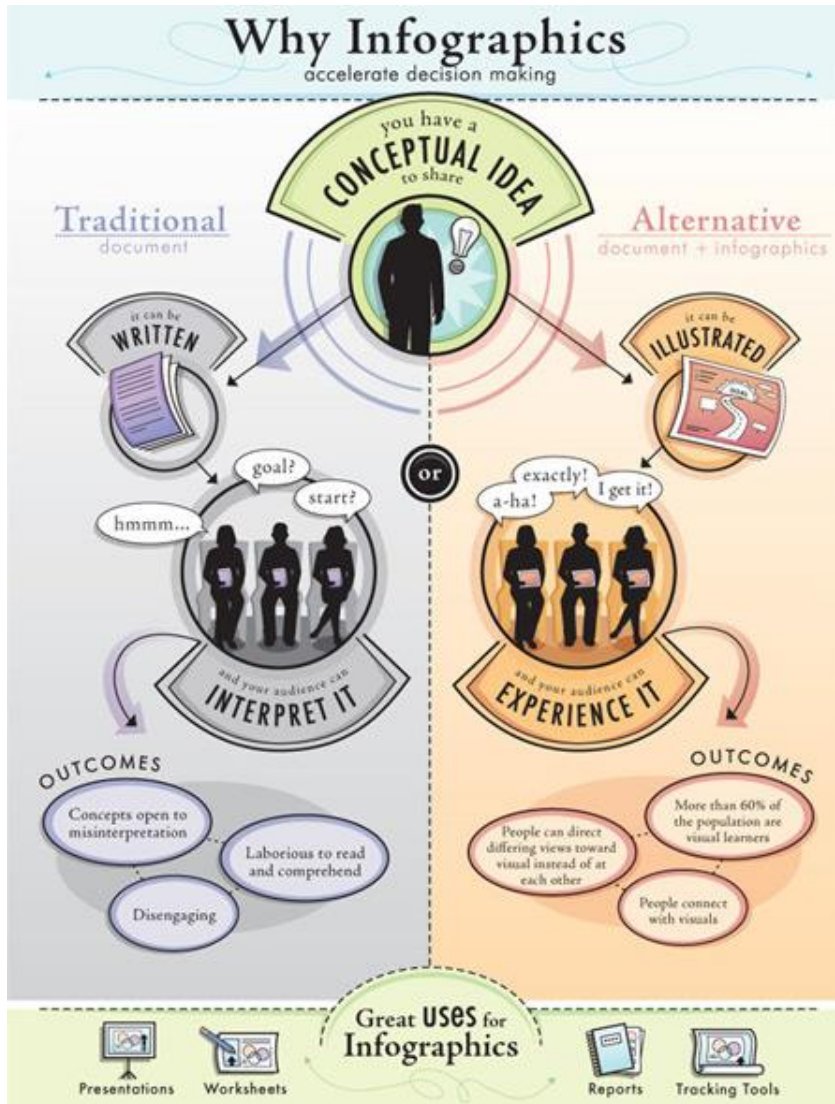 Why Infographics
accelerate decision making
you have a
CONCEPTUAL IDEA
to share
Traditional
document
Alternative
document + infographics
it can be
WRITTEN
it can be
ILLUSTRATED
or
hmmm...
goal?
start?
a-ha!
exactly!
I get it!
and your audience can
INTERPRET IT
and your audience can
EXPERIENCE IT
OUTCOMES
Concepts open to
misinterpretation
Laborious to read
and comprehend
Disengaging
OUTCOMES
More than 60% of
the population are
visual learners
People can direct
differing views toward
visual instead of at
each other
People connect
with visuals
Great uses for
Infographics
Presentations
Worksheets
Reports
Tracking Tools